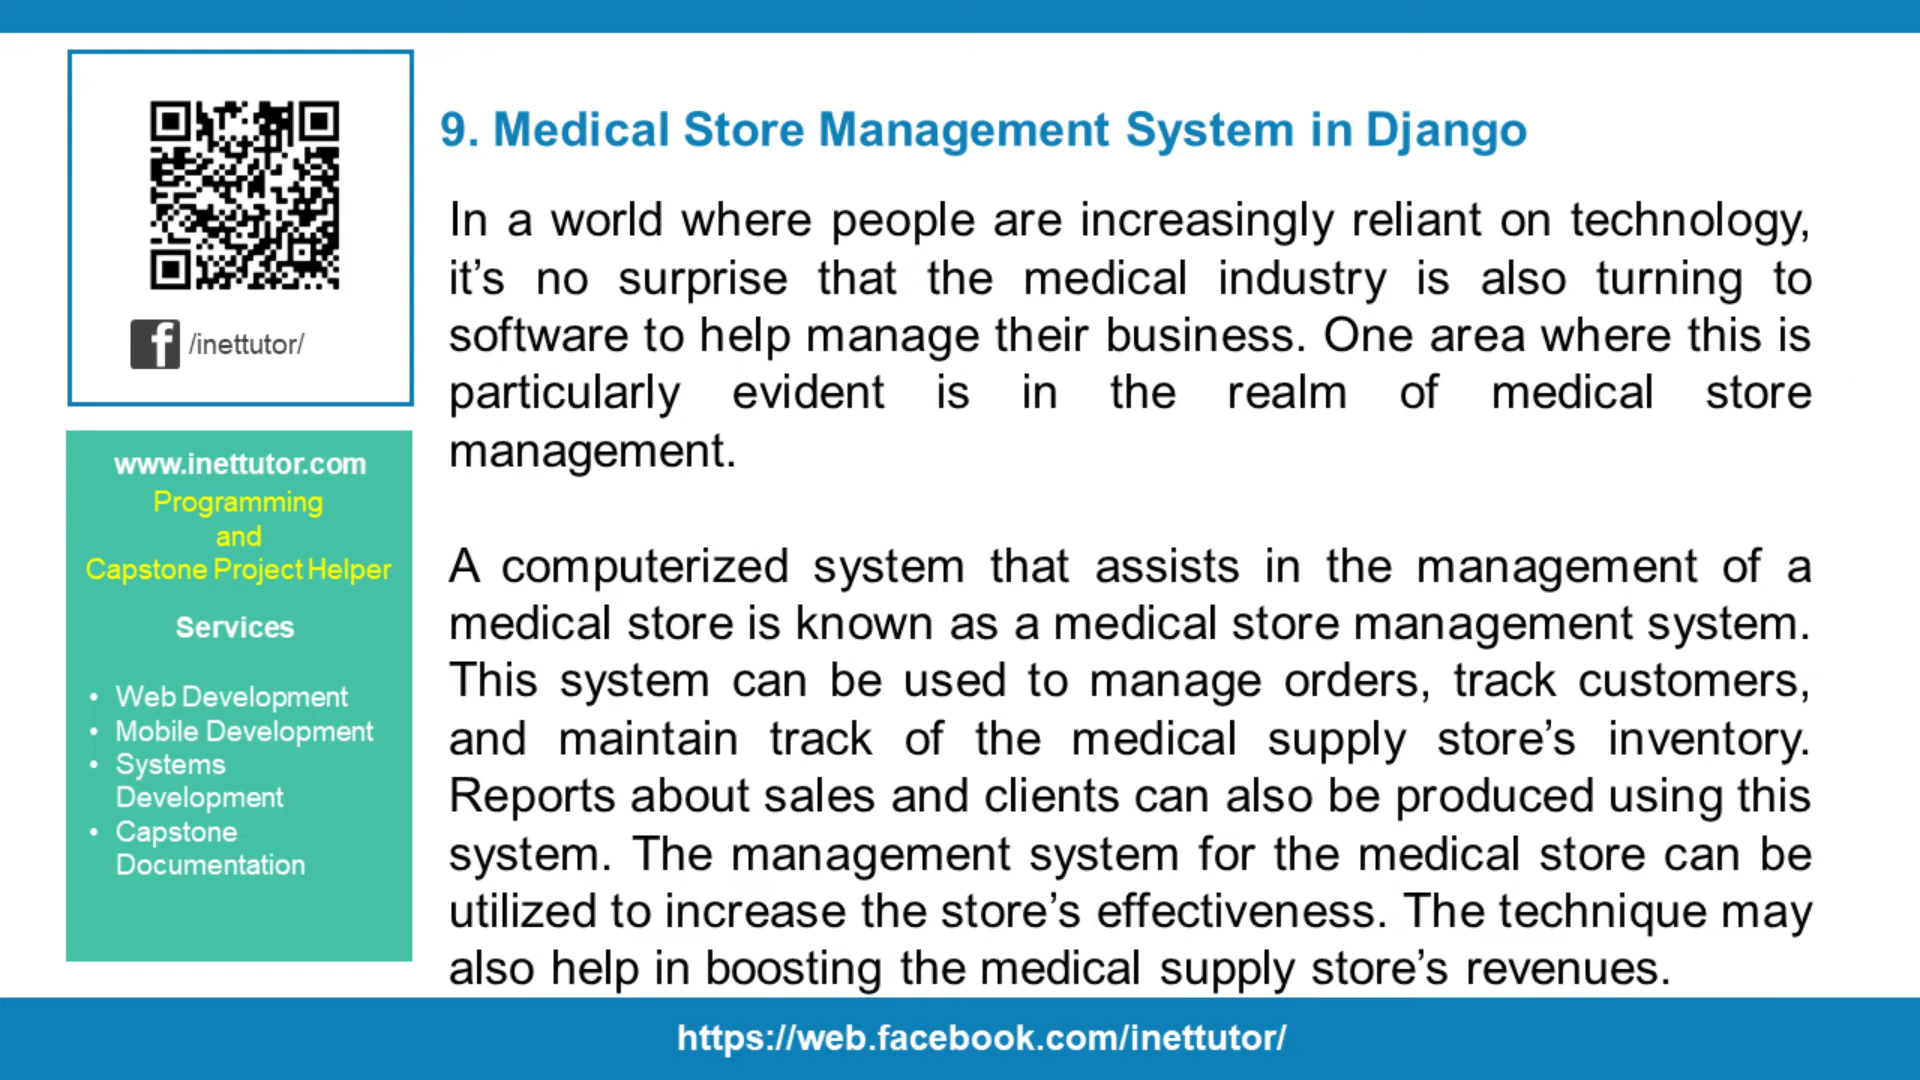 /inettutor/
www.inettutor.com
Programming
and
Capstone Project Helper
Services
• Web Development
• Mobile Development
• Systems
Development
• Capstone
Documentation
9. Medical Store Management System in Django
In a world where people are increasingly reliant on technology,
it’s no surprise that the medical industry is also turning to
software to help manage their business. One area where this is
particularly evident is in the realm of medical store
management.
A computerized system that assists in the management of a
medical store is known as a medical store management system.
This system can be used to manage orders, track customers,
and maintain track of the medical supply store’s inventory.
Reports about sales and clients can also be produced using this
system. The management system for the medical store can be
utilized to increase the store’s effectiveness. The technique may
also help in boosting the medical supply store’s revenues.
https://web.facebook.com/inettutor/